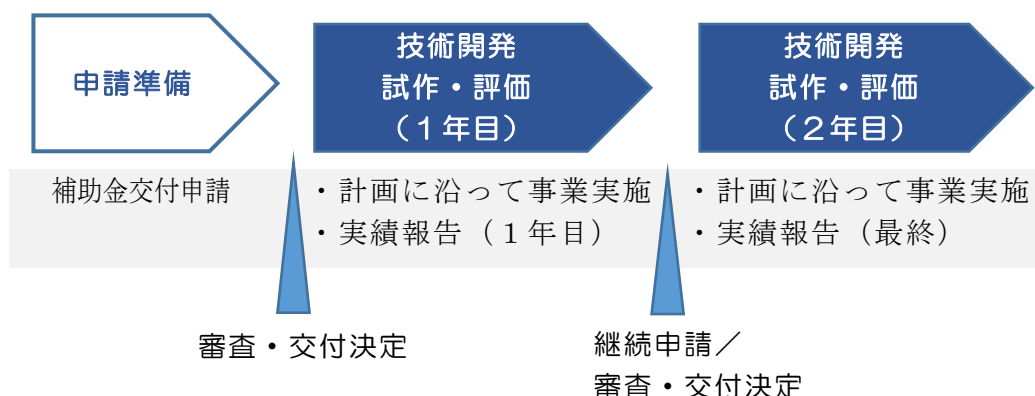 申請準備
技術開発
試作・評価
（１年目）
技術開発
試作・評価
（２年目）
補助金交付申請
・計画に沿って事業実施
・実績報告（１年目）
・計画に沿って事業実施
・実績報告（最終）
審査・交付決定
継続申請／
審査・交付決定